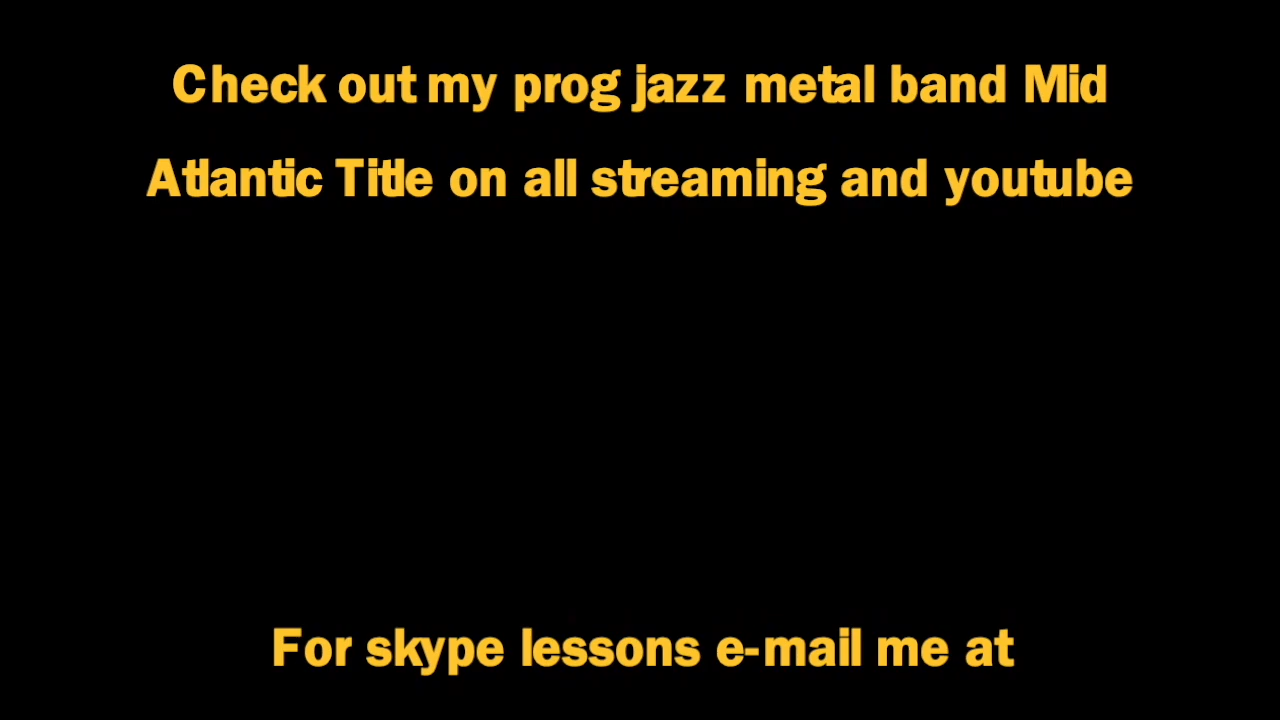 Check out my prog jazz metal band Mid
Atlantic Title on all streaming and youtube
For skype lessons e-mail me at